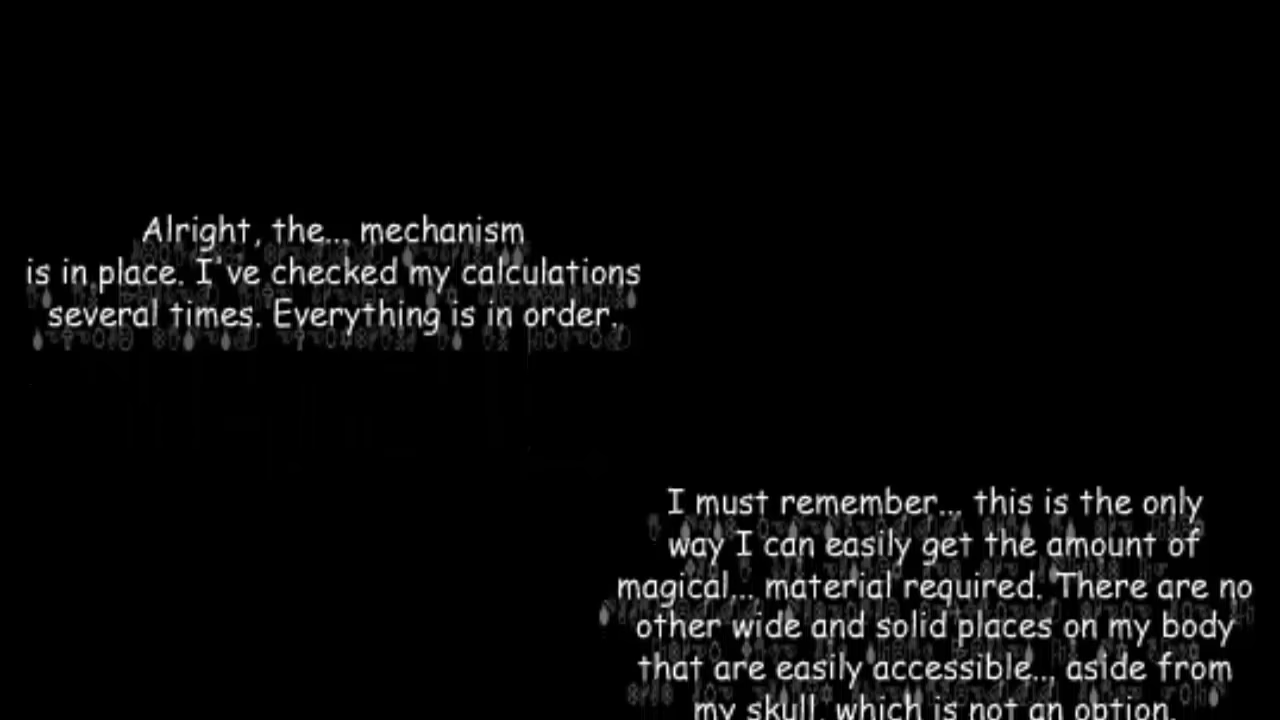 Alright, the... mechanism
is in place. I've checked my calculations
several times. Everything is in order.
I must remember... this is the only
way I can easily get the amount of
magical... material required. There are no
other wide and solid places on my body
that are easily accessible... aside from
my skull, which is not an option.